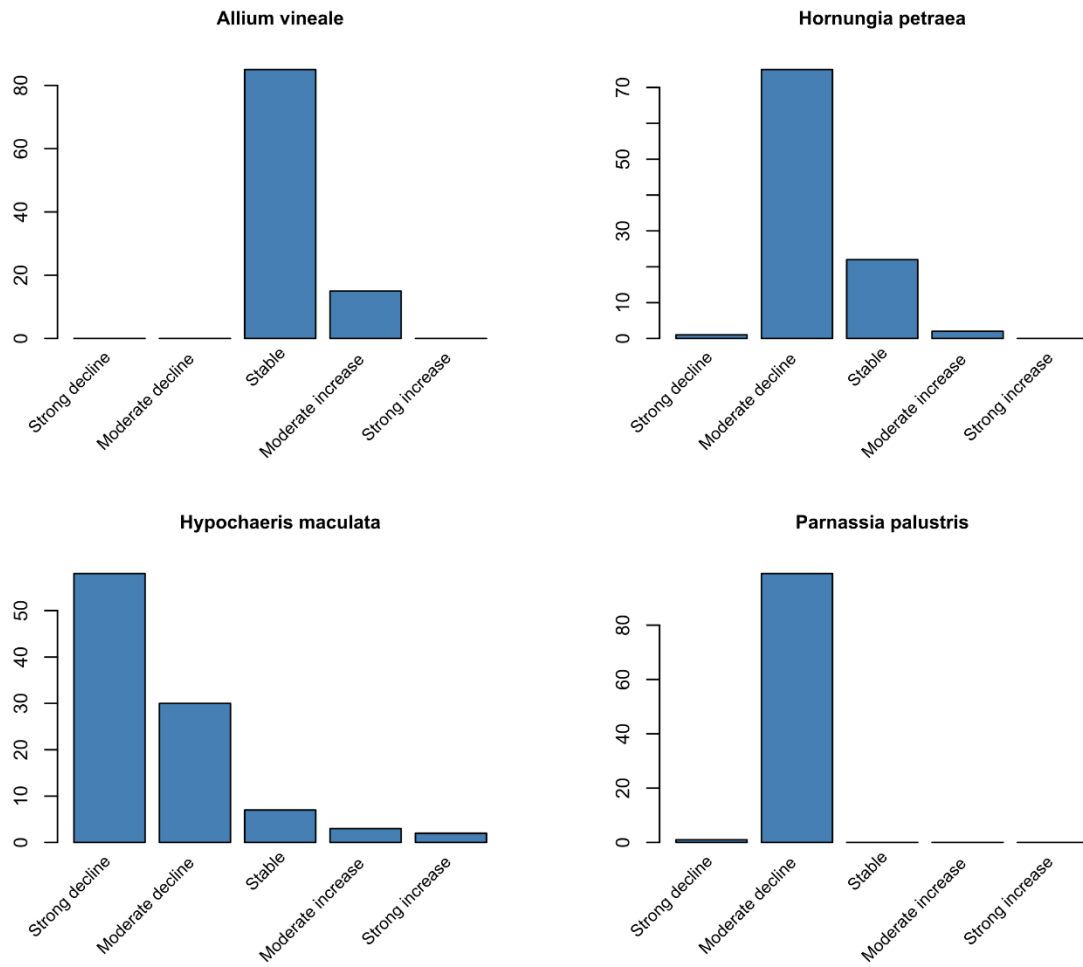 Allium vineale
80
60
40
20
0
Strong decline
Moderate decline
Stable
Moderate increase
Strong increase
Hornungia petraea
70
50
30
10
0
Strong decline
Moderate decline
Stable
Moderate increase
Strong increase
Hypochaeris maculata
50
40
30
20
10
0
Strong decline
Moderate decline
Stable
Moderate increase
Strong increase
Parnassia palustris
80
60
40
20
0
Strong decline
Moderate decline
Stable
Moderate increase
Strong increase